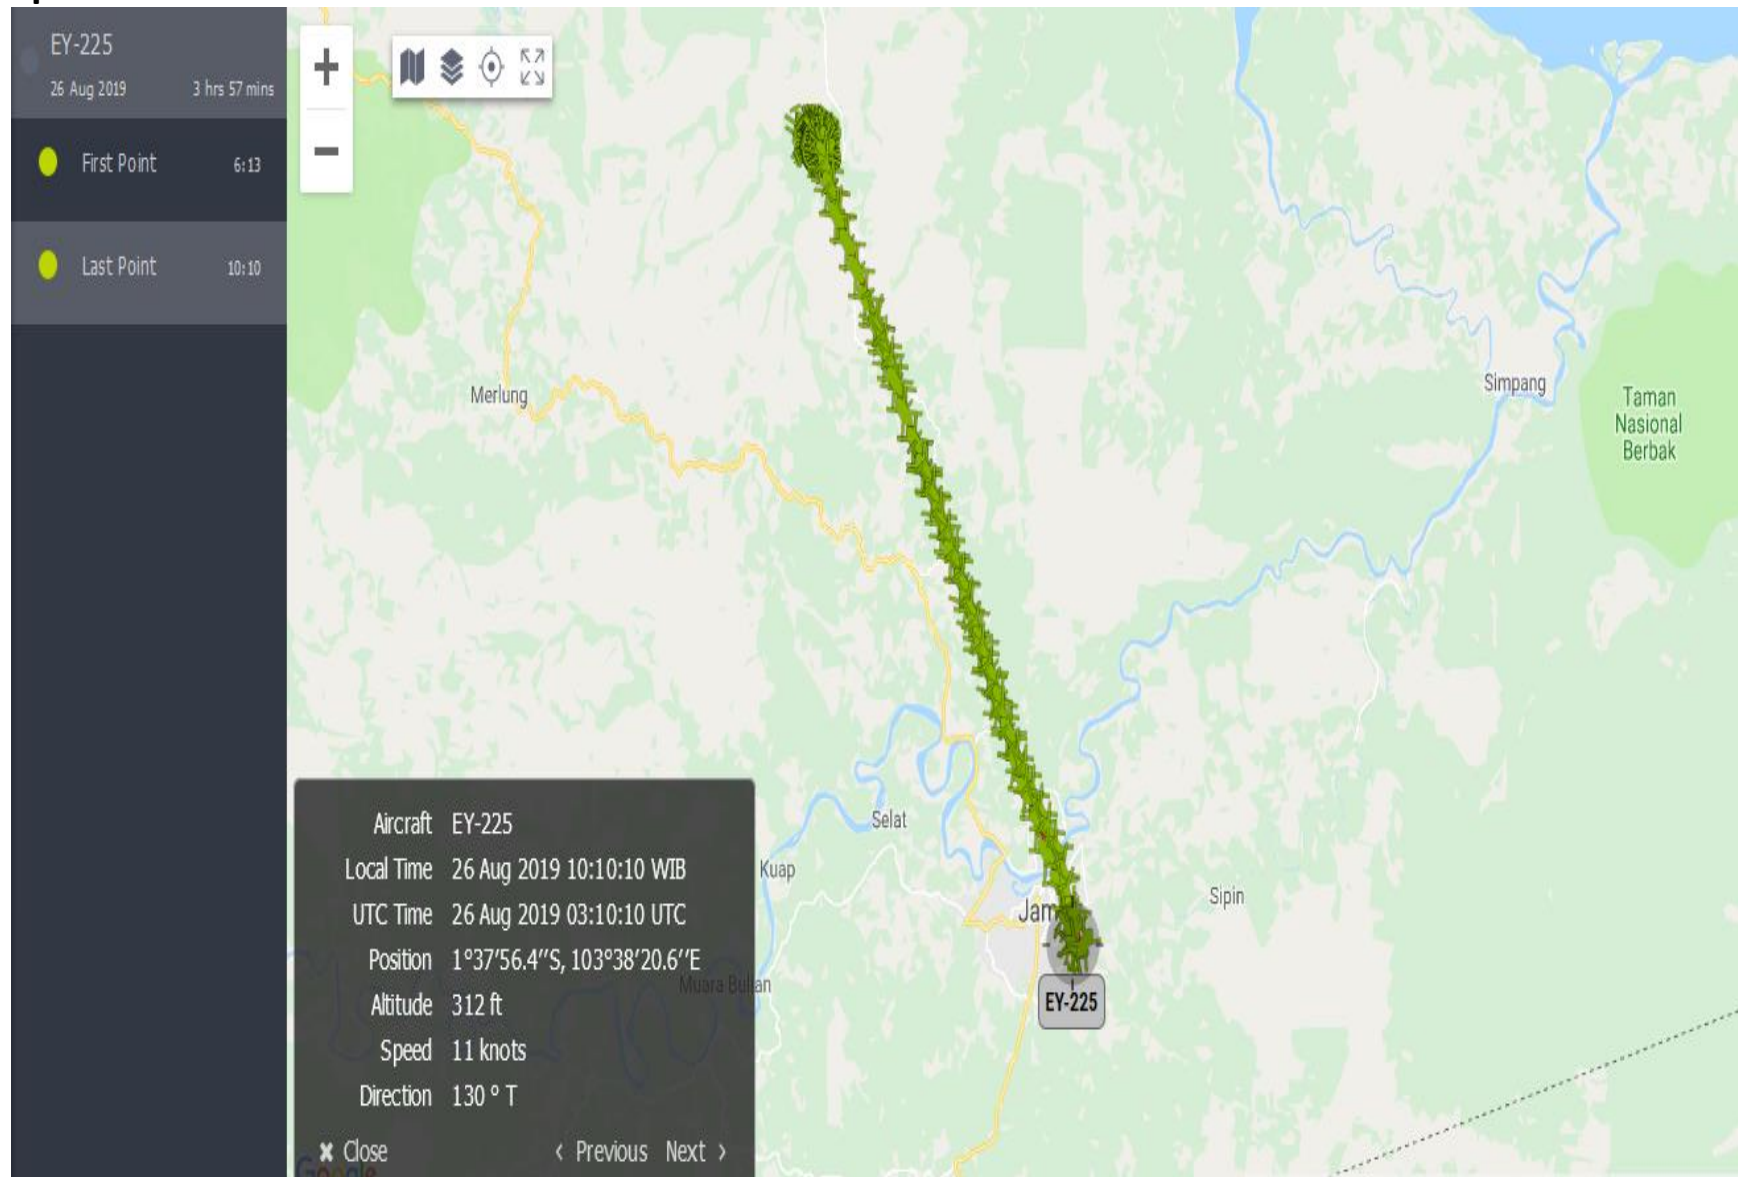 EY-225
26 Aug 2019 3 hrs 57 mins
First Point 6:13
Last Point 10:10
+
−
Merlung
Simpang
Taman
Nasional
Berbak
Selat
Kuap
Sipin
Jam
Muara Bulian
EY-225
Aircraft EY-225
Local Time 26 Aug 2019 10:10:10 WIB
UTC Time 26 Aug 2019 03:10:10 UTC
Position 1°37′56.4′′S, 103°38′20.6′′E
Altitude 312 ft
Speed 11 knots
Direction 130 ° T
✖ Close ‹ Previous Next ›
Google